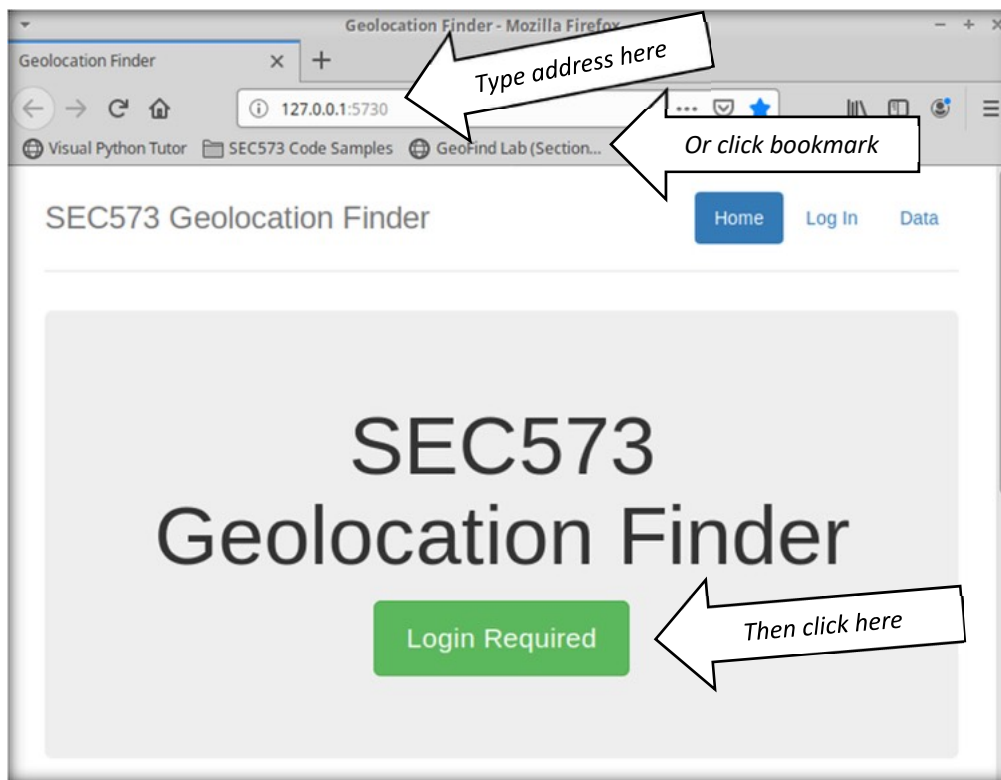 Geolocation Finder - Mozilla Firefox
Geolocation Finder
Type address here
127.0.0.1:5730
Visual Python Tutor SEC573 Code Samples GeoFind Lab (Section...
Or click bookmark
SEC573 Geolocation Finder
Home Log In Data
SEC573
Geolocation Finder
Login Required
Then click here